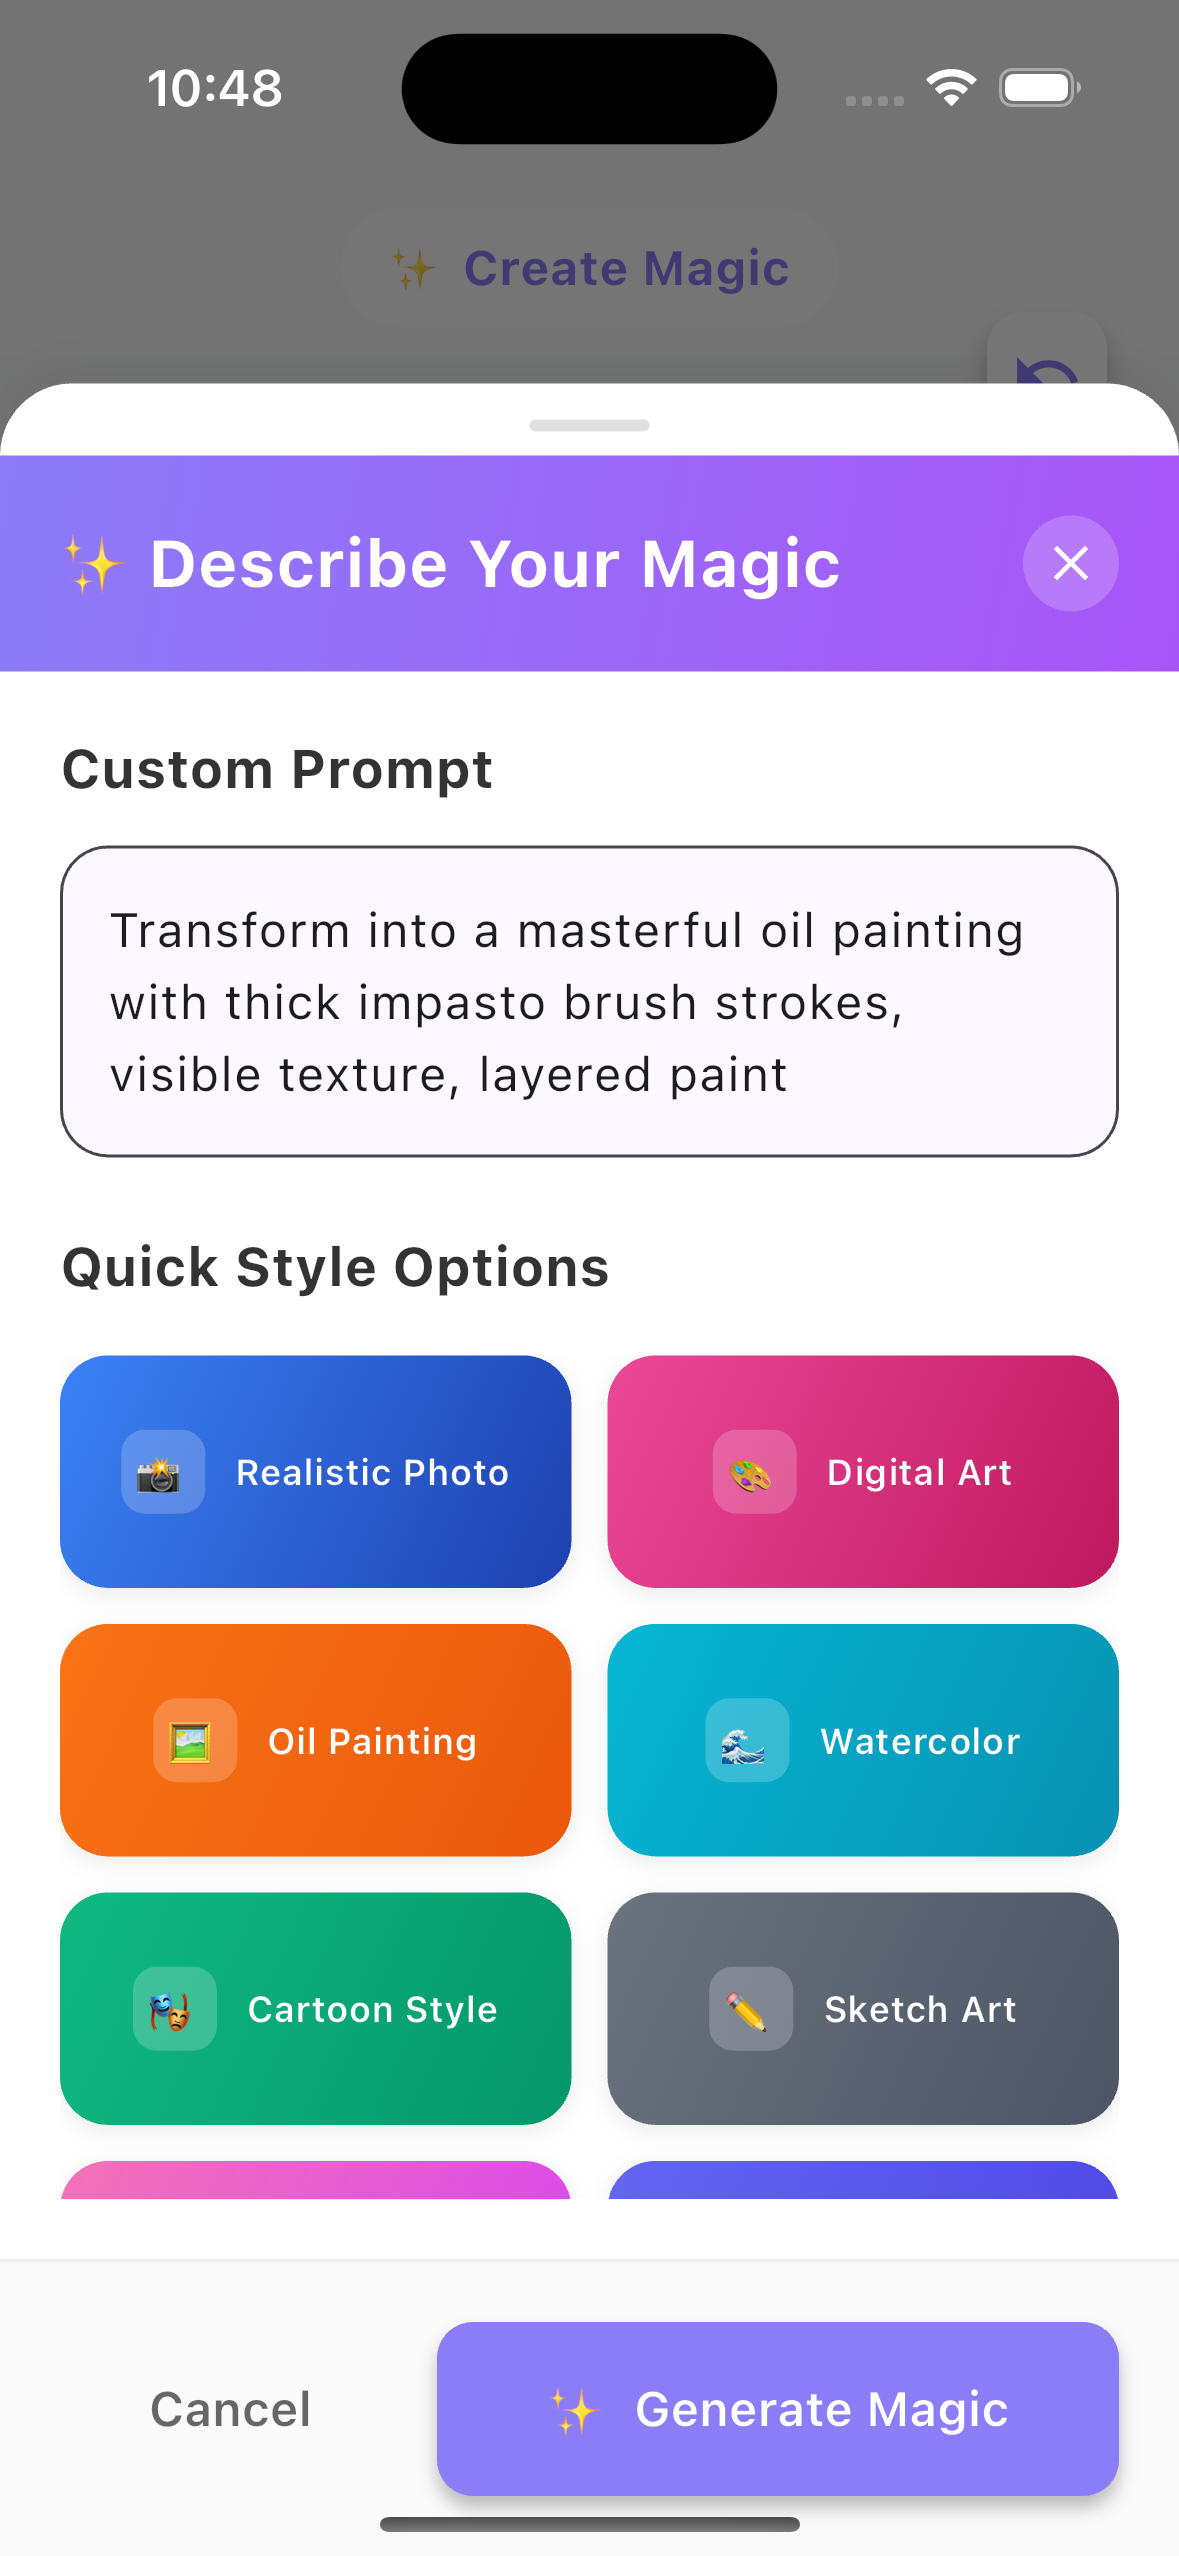 10:48
✨ Create Magic
✨ Describe Your Magic
Custom Prompt
Transform into a masterful oil painting
with thick impasto brush strokes,
visible texture, layered paint
Quick Style Options
Realistic Photo
Digital Art
Oil Painting
Watercolor
Cartoon Style
Sketch Art
Cancel
✨ Generate Magic